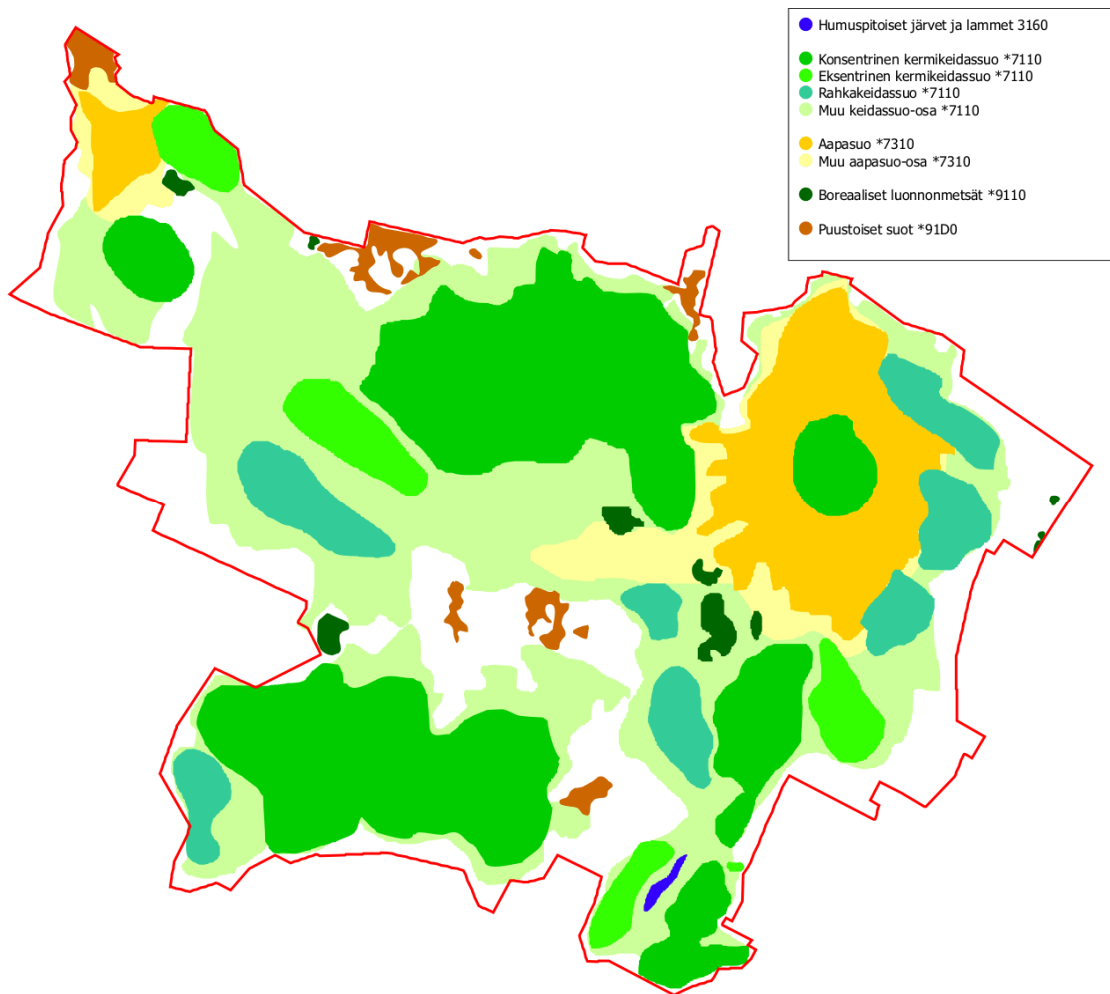 Humuspitoiset järvet ja lammet 3160
Konsentrinen kermikeidassuo *7110
Eksentrinen kermikeidassuo *7110
Rahkakeidassuo *7110
Muu keidassuo-osa *7110
Aapasuo *7310
Muu aapasuo-osa *7310
Boreaaliset luonnonmetsät *9110
Puustoiset suot *91D0